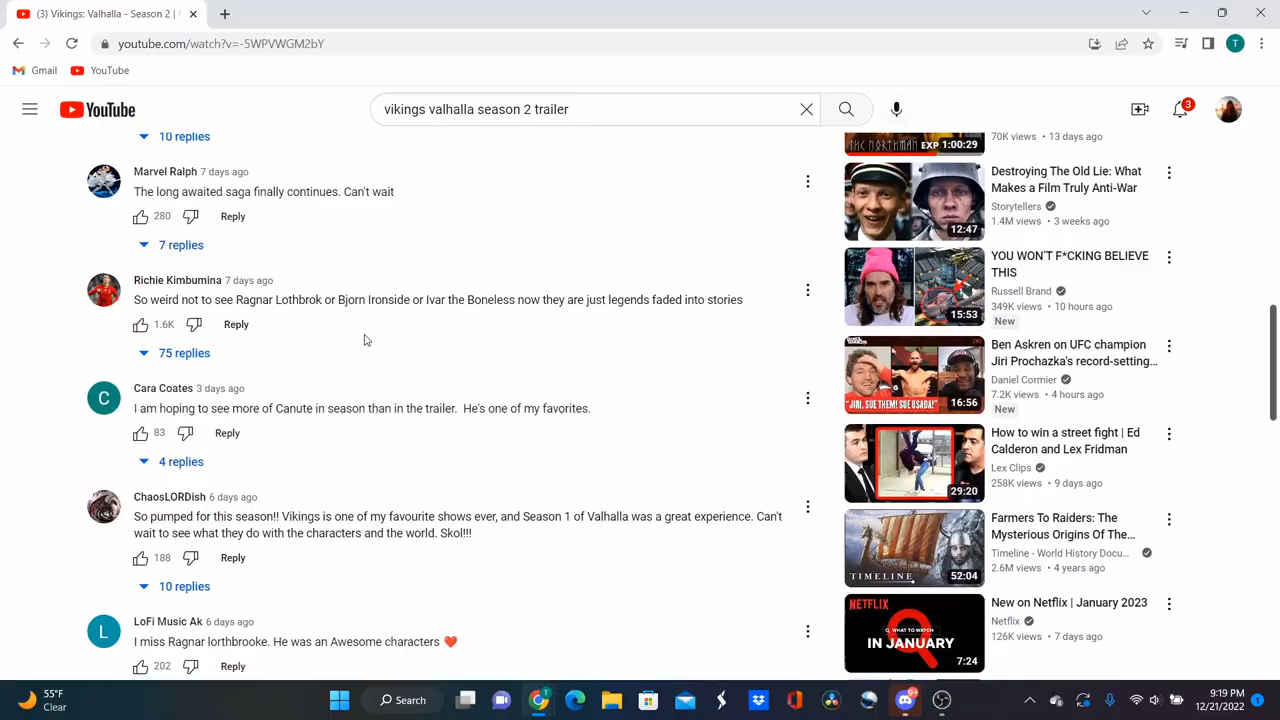 (3) Vikings: Valhalla - Season 2 |
youtube.com/watch?v=-5WPVWGM2bY
T
Gmail
YouTube
YouTube
vikings valhalla season 2 trailer
3
10 replies
Marvel Ralph 7 days ago
The long awaited saga finally continues. Can't wait
280 Reply
7 replies
Richie Kimbumina 7 days ago
So weird not to see Ragnar Lothbrok or Bjorn Ironside or Ivar the Boneless now they are just legends faded into stories
1.6K Reply
75 replies
C
Cara Coates 3 days ago
I am hoping to see more of Canute in season than in the trailer. He's one of my favorites.
83 Reply
4 replies
ChaosLORDish 6 days ago
So pumped for this season!! Vikings is one of my favourite shows ever, and Season 1 of Valhalla was a great experience. Can't
wait to see what they do with the characters and the world. Skol!!!
188 Reply
10 replies
L
LoFi Music Ak 6 days ago
I miss Ragnar lorthbrooke. He was an Awesome characters ❤️
202 Reply
EXP 1:00:29
70K views • 13 days ago
12:47
Destroying The Old Lie: What
Makes a Film Truly Anti-War
Storytellers
1.4M views • 3 weeks ago
15:53
YOU WON'T F*CKING BELIEVE
THIS
Russell Brand
349K views • 10 hours ago
New
"JIRI, SUE THEM! SUE USADA!"
16:56
Ben Askren on UFC champion
Jiri Prochazka's record-setting...
Daniel Cormier
7.2K views • 4 hours ago
New
29:20
How to win a street fight | Ed
Calderon and Lex Fridman
Lex Clips
258K views • 9 days ago
TIMELINE
52:04
Farmers To Raiders: The
Mysterious Origins Of The...
Timeline - World History Docu...
2.6M views • 4 years ago
NETFLIX
WHAT TO WATCH
IN JANUARY
7:24
New on Netflix | January 2023
Netflix
126K views • 7 days ago
55°F
Clear
Search
9+
9:19 PM
12/21/2022
1